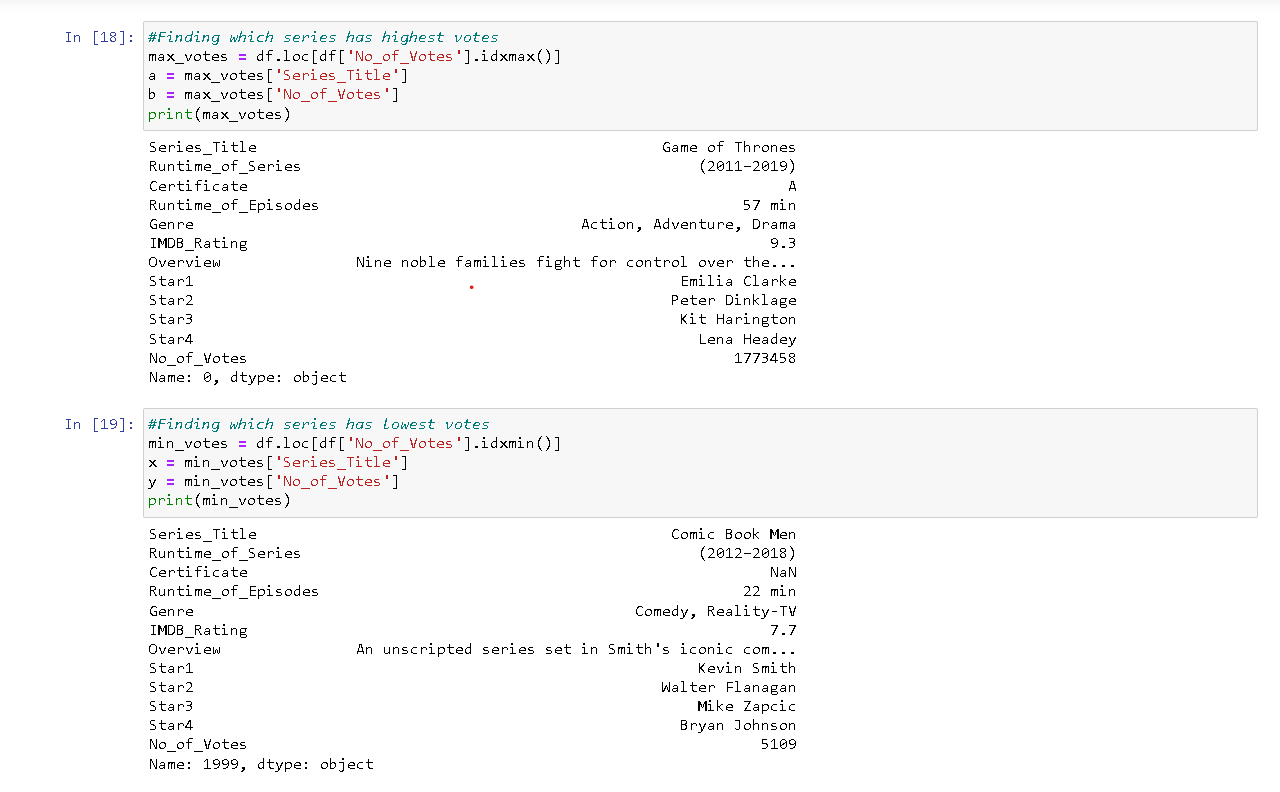 In [18]: #Finding which series has highest votes
max_votes = df.loc[df['No_of_Votes'].idxmax()]
a = max_votes['Series_Title']
b = max_votes['No_of_Votes']
print(max_votes)
Series_Title Game of Thrones
Runtime_of_Series (2011–2019)
Certificate A
Runtime_of_Episodes 57 min
Genre Action, Adventure, Drama
IMDB_Rating 9.3
Overview Nine noble families fight for control over the...
Star1 Emilia Clarke
Star2 Peter Dinklage
Star3 Kit Harington
Star4 Lena Headey
No_of_Votes 1773458
Name: 0, dtype: object
In [19]: #Finding which series has lowest votes
min_votes = df.loc[df['No_of_Votes'].idxmin()]
x = min_votes['Series_Title']
y = min_votes['No_of_Votes']
print(min_votes)
Series_Title Comic Book Men
Runtime_of_Series (2012–2018)
Certificate NaN
Runtime_of_Episodes 22 min
Genre Comedy, Reality-TV
IMDB_Rating 7.7
Overview An unscripted series set in Smith's iconic com...
Star1 Kevin Smith
Star2 Walter Flanagan
Star3 Mike Zapcic
Star4 Bryan Johnson
No_of_Votes 5109
Name: 1999, dtype: object